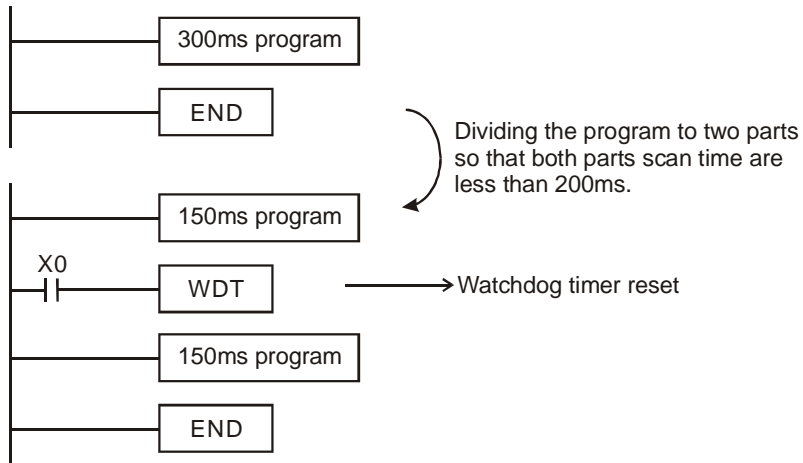 300ms program
END
Dividing the program to two parts
so that both parts scan time are
less than 200ms.
150ms program
X0
WDT
Watchdog timer reset
150ms program
END